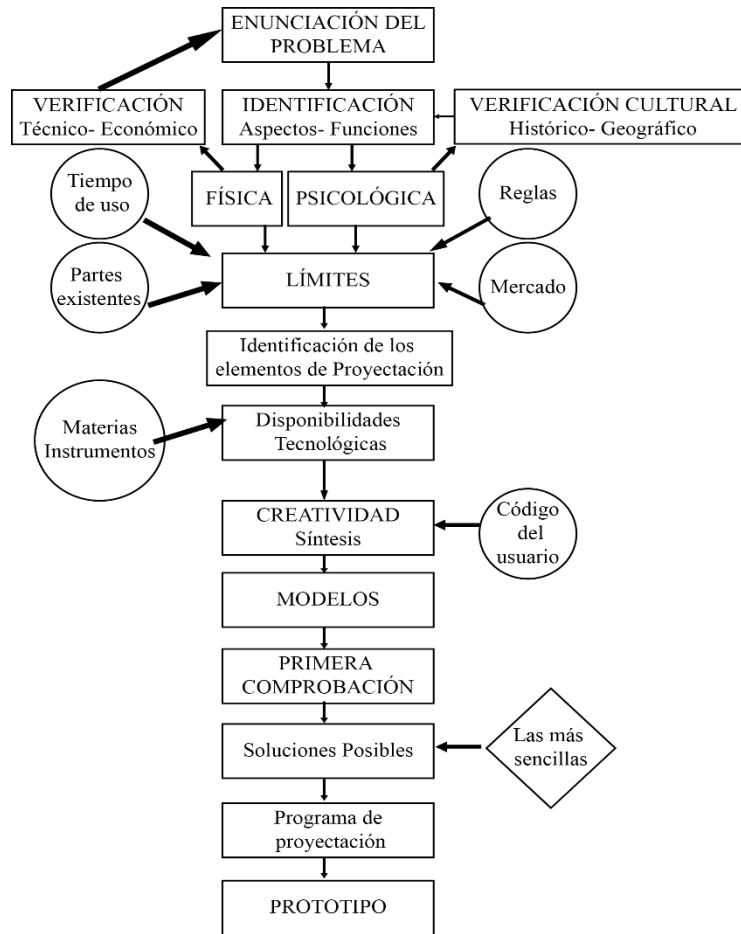 ENUNCIACIÓN DEL
PROBLEMA
VERIFICACIÓN
Técnico- Económico
IDENTIFICACIÓN
Aspectos- Funciones
VERIFICACIÓN CULTURAL
Histórico- Geográfico
Tiempo
de uso
FÍSICA
PSICOLÓGICA
Reglas
Partes
existentes
LÍMITES
Mercado
Identificación de los
elementos de Proyectación
Materias
Instrumentos
Disponibilidades
Tecnológicas
CREATIVIDAD
Síntesis
Código
del
usuario
MODELOS
PRIMERA
COMPROBACIÓN
Soluciones Posibles
Las más
sencillas
Programa de
proyectación
PROTOTIPO